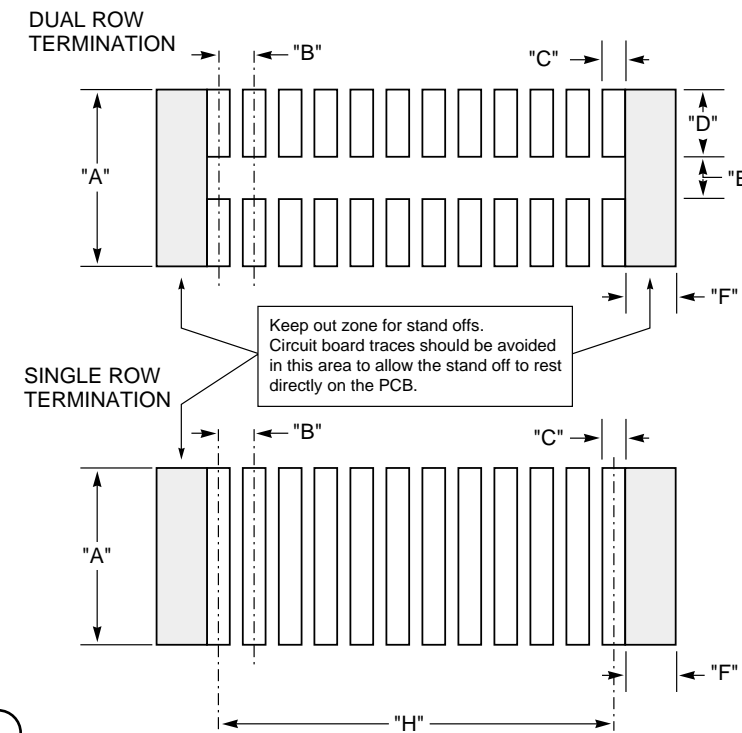 DUAL ROW
TERMINATION
"B"
"C"
"A"
"D"
"F"
Keep out zone for stand offs.
Circuit board traces should be avoided
in this area to allow the stand off to rest
directly on the PCB.
SINGLE ROW
TERMINATION
"B"
"C"
"A"
"F"
"H"